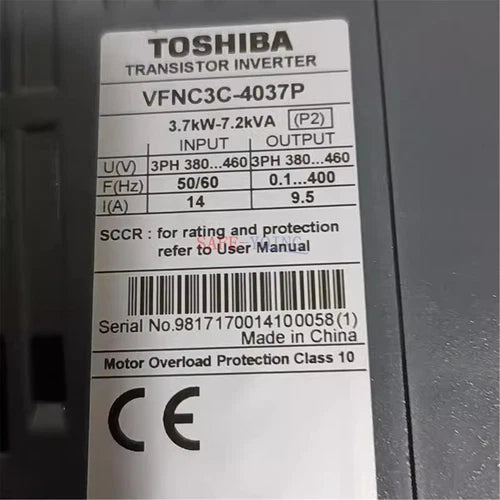 TOSHIBA
TRANSISTOR INVERTER
VFNC3C-4037P
3.7kW-7.2kVA (P2)
INPUT OUTPUT
U(V) 3PH 380...460 3PH 380...460
F(Hz) 50/60 0.1...400
I(A) 14 9.5
SCCR : for rating and protection
refer to User Manual
SAFE-YOING
Serial No.9817170014100058(1)
Made in China
Motor Overload Protection Class 10
CE